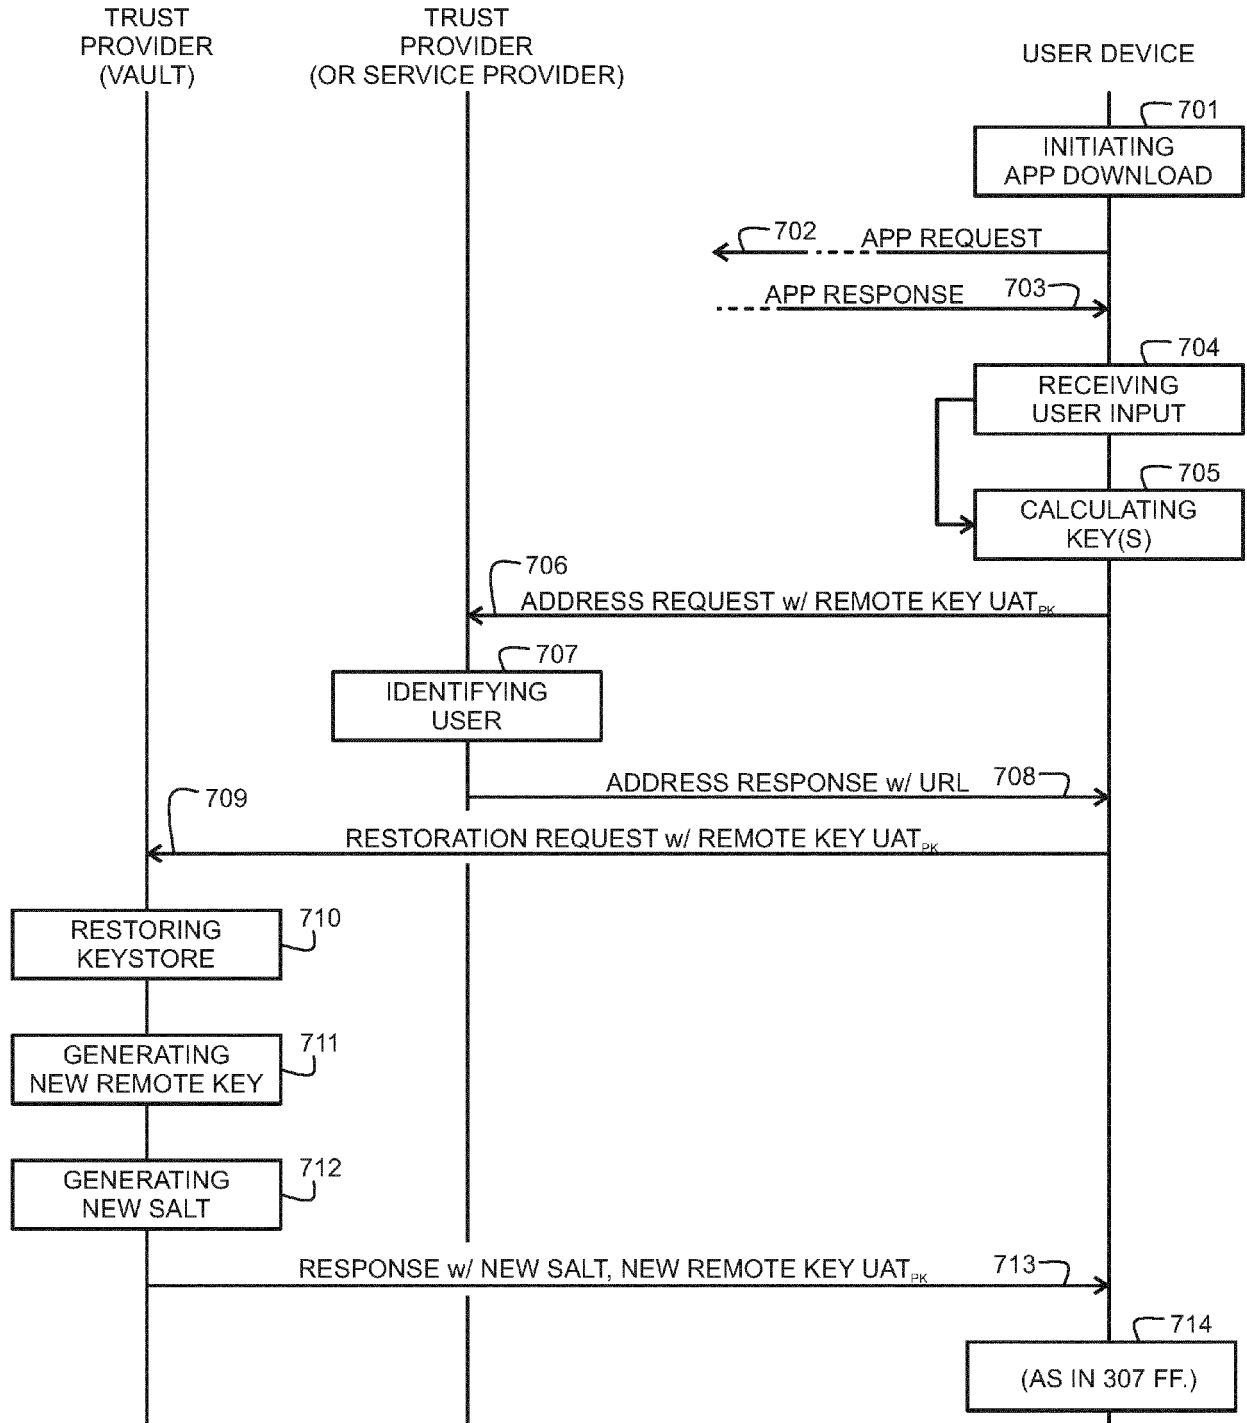 TRUST
PROVIDER
(VAULT)
TRUST
PROVIDER
(OR SERVICE PROVIDER)
USER DEVICE
701
INITIATING
APP DOWNLOAD
702
APP REQUEST
APP RESPONSE
703
704
RECEIVING
USER INPUT
705
CALCULATING
KEY(S)
706
ADDRESS REQUEST w/ REMOTE KEY UATPK
707
IDENTIFYING
USER
ADDRESS RESPONSE w/ URL
708
709
RESTORATION REQUEST w/ REMOTE KEY UATPK
RESTORING
KEYSTORE
710
GENERATING
NEW REMOTE KEY
711
GENERATING
NEW SALT
712
RESPONSE w/ NEW SALT, NEW REMOTE KEY UATPK
713
714
(AS IN 307 FF.)